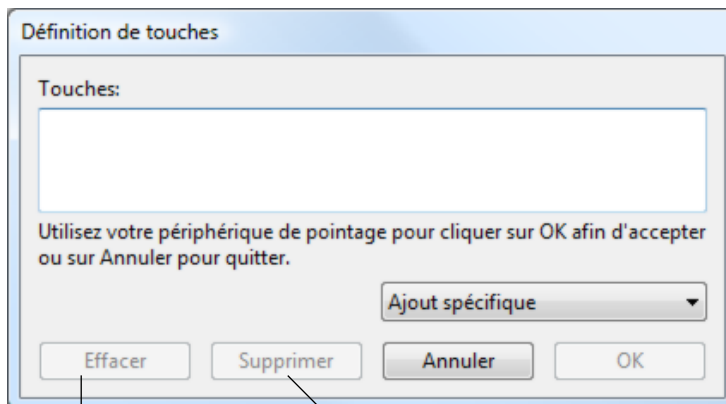 Définition de touches
Touches:
Utilisez votre périphérique de pointage pour cliquer sur OK afin d'accepter
ou sur Annuler pour quitter.
Ajout spécifique
Effacer Supprimer Annuler OK